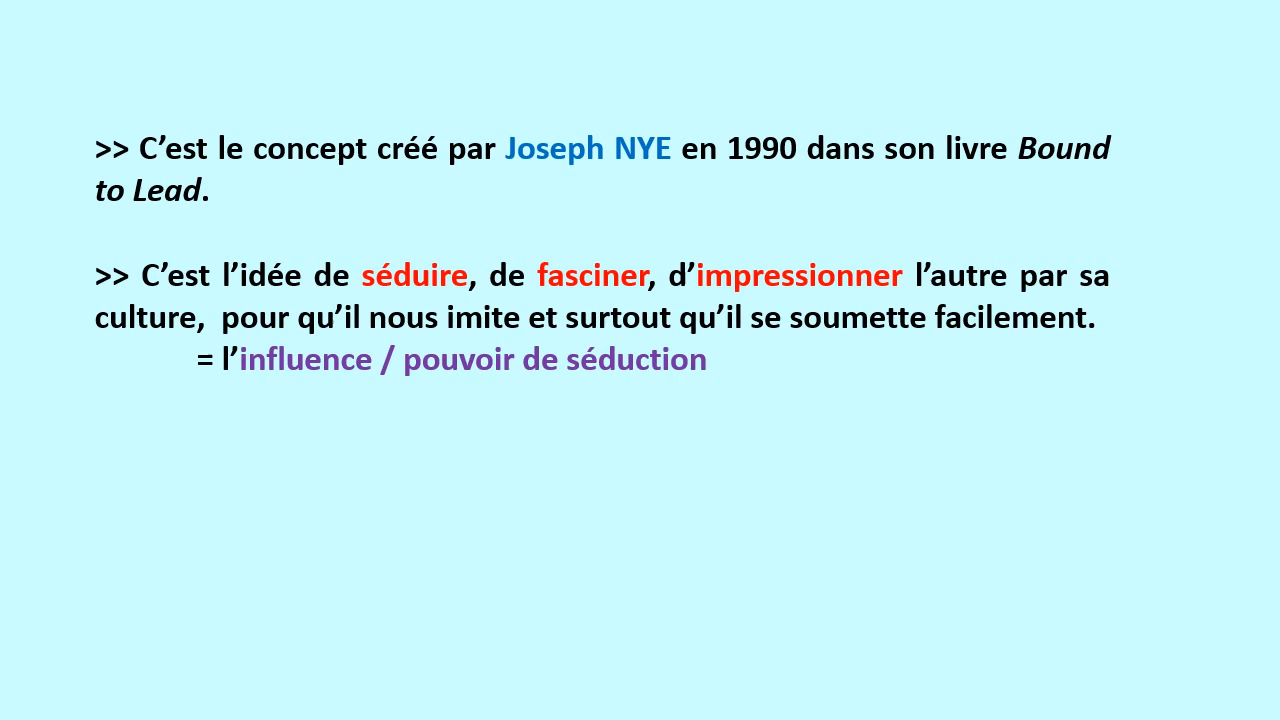 >> C’est le concept créé par Joseph NYE en 1990 dans son livre Bound
to Lead.
>> C’est l’idée de séduire, de fasciner, d’impressionner l’autre par sa
culture,  pour qu’il nous imite et surtout qu’il se soumette facilement.
= l’influence / pouvoir de séduction